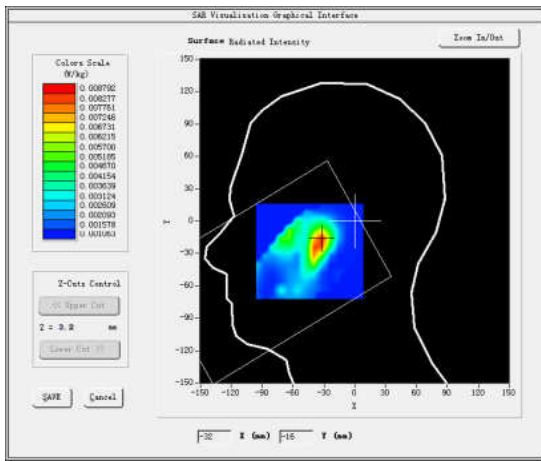 SAR Visualisation Graphical Interface
Surface Radiated Intensity
Zoom In/Out
Colors Scale
(W/kg)
0.008792
0.008277
0.007761
0.007246
0.006731
0.006215
0.005700
0.005185
0.004670
0.004154
0.003639
0.003124
0.002609
0.002093
0.001578
0.001063
Z-Cuts Control
<< Upper Cut
Z = 3.2 mm
Lower Cut >>
SAVE Cancel
150
120
90
60
30
0
-30
-60
-90
-120
-150
Y
-150 -120 -90 -60 -30 0 30 60 90 120 150
X
-32 X (mm) -16 Y (mm)